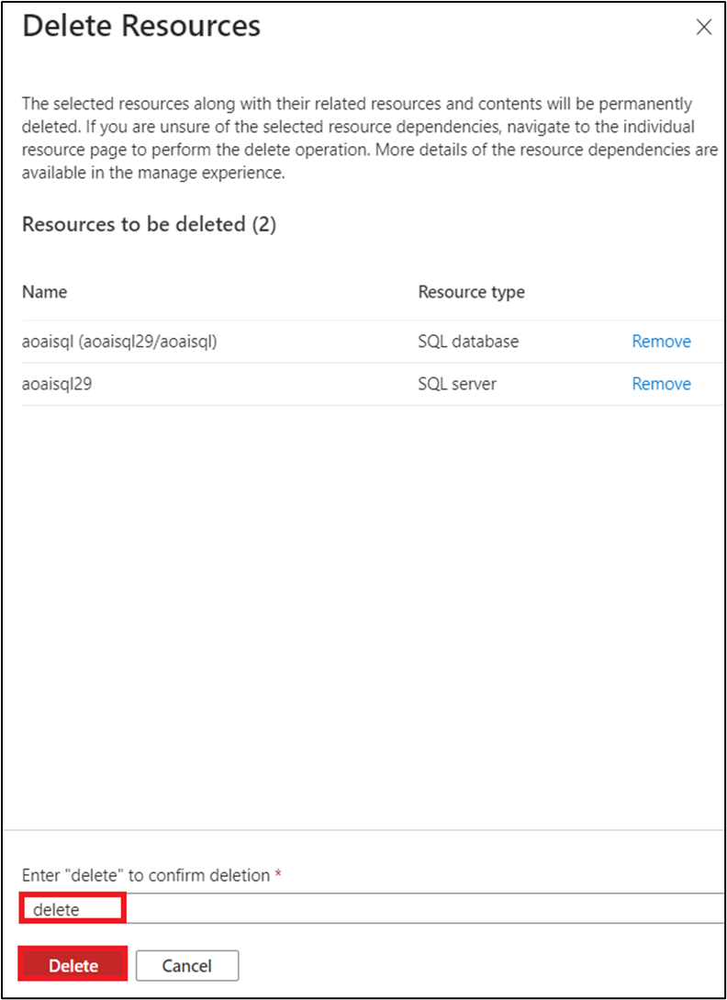 Delete Resources
The selected resources along with their related resources and contents will be permanently
deleted. If you are unsure of the selected resource dependencies, navigate to the individual
resource page to perform the delete operation. More details of the resource dependencies are
available in the manage experience.
Resources to be deleted (2)
Name Resource type
aoaisql (aoaisql29/aoaisql) SQL database Remove
aoaisql29 SQL server Remove
Enter "delete" to confirm deletion *
delete
Delete Cancel